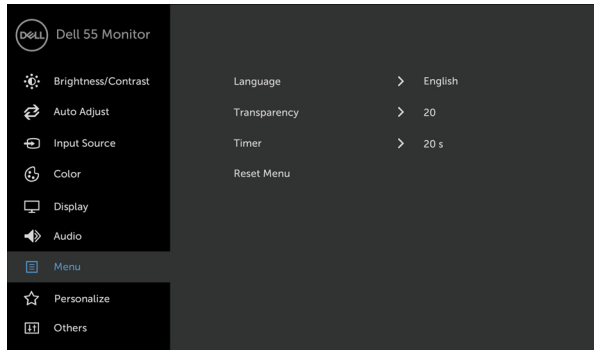 DELL Dell 55 Monitor
Brightness/Contrast Language > English
Auto Adjust Transparency > 20
Input Source Timer > 20 s
Color Reset Menu
Display
Audio
Menu
Personalize
Others